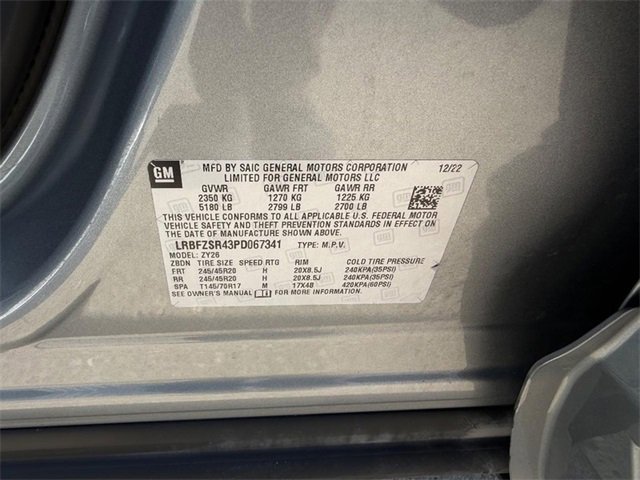 GM MFD BY SAIC GENERAL MOTORS CORPORATION 12/22
LIMITED FOR GENERAL MOTORS LLC
GVWR GAWR FRT GAWR RR
2350 KG 1270 KG 1225 KG
5180 LB 2799 LB 2700 LB
THIS VEHICLE CONFORMS TO ALL APPLICABLE U.S. FEDERAL MOTOR
VEHICLE SAFETY AND THEFT PREVENTION STANDARDS IN EFFECT ON
THE DATE OF MANUFACTURE SHOWN ABOVE.
LRBFZSR43PD067341 TYPE: M.P.V.
MODEL: ZY26
ZBDN TIRE SIZE SPEED RTG RIM COLD TIRE PRESSURE
FRT 245/45R20 H 20X8.5J 240KPA(35PSI)
RR 245/45R20 H 20X8.5J 240KPA(35PSI)
SPA T145/70R17 M 17X4B 420KPA(60PSI)
SEE OWNER'S MANUAL FOR MORE INFORMATION.